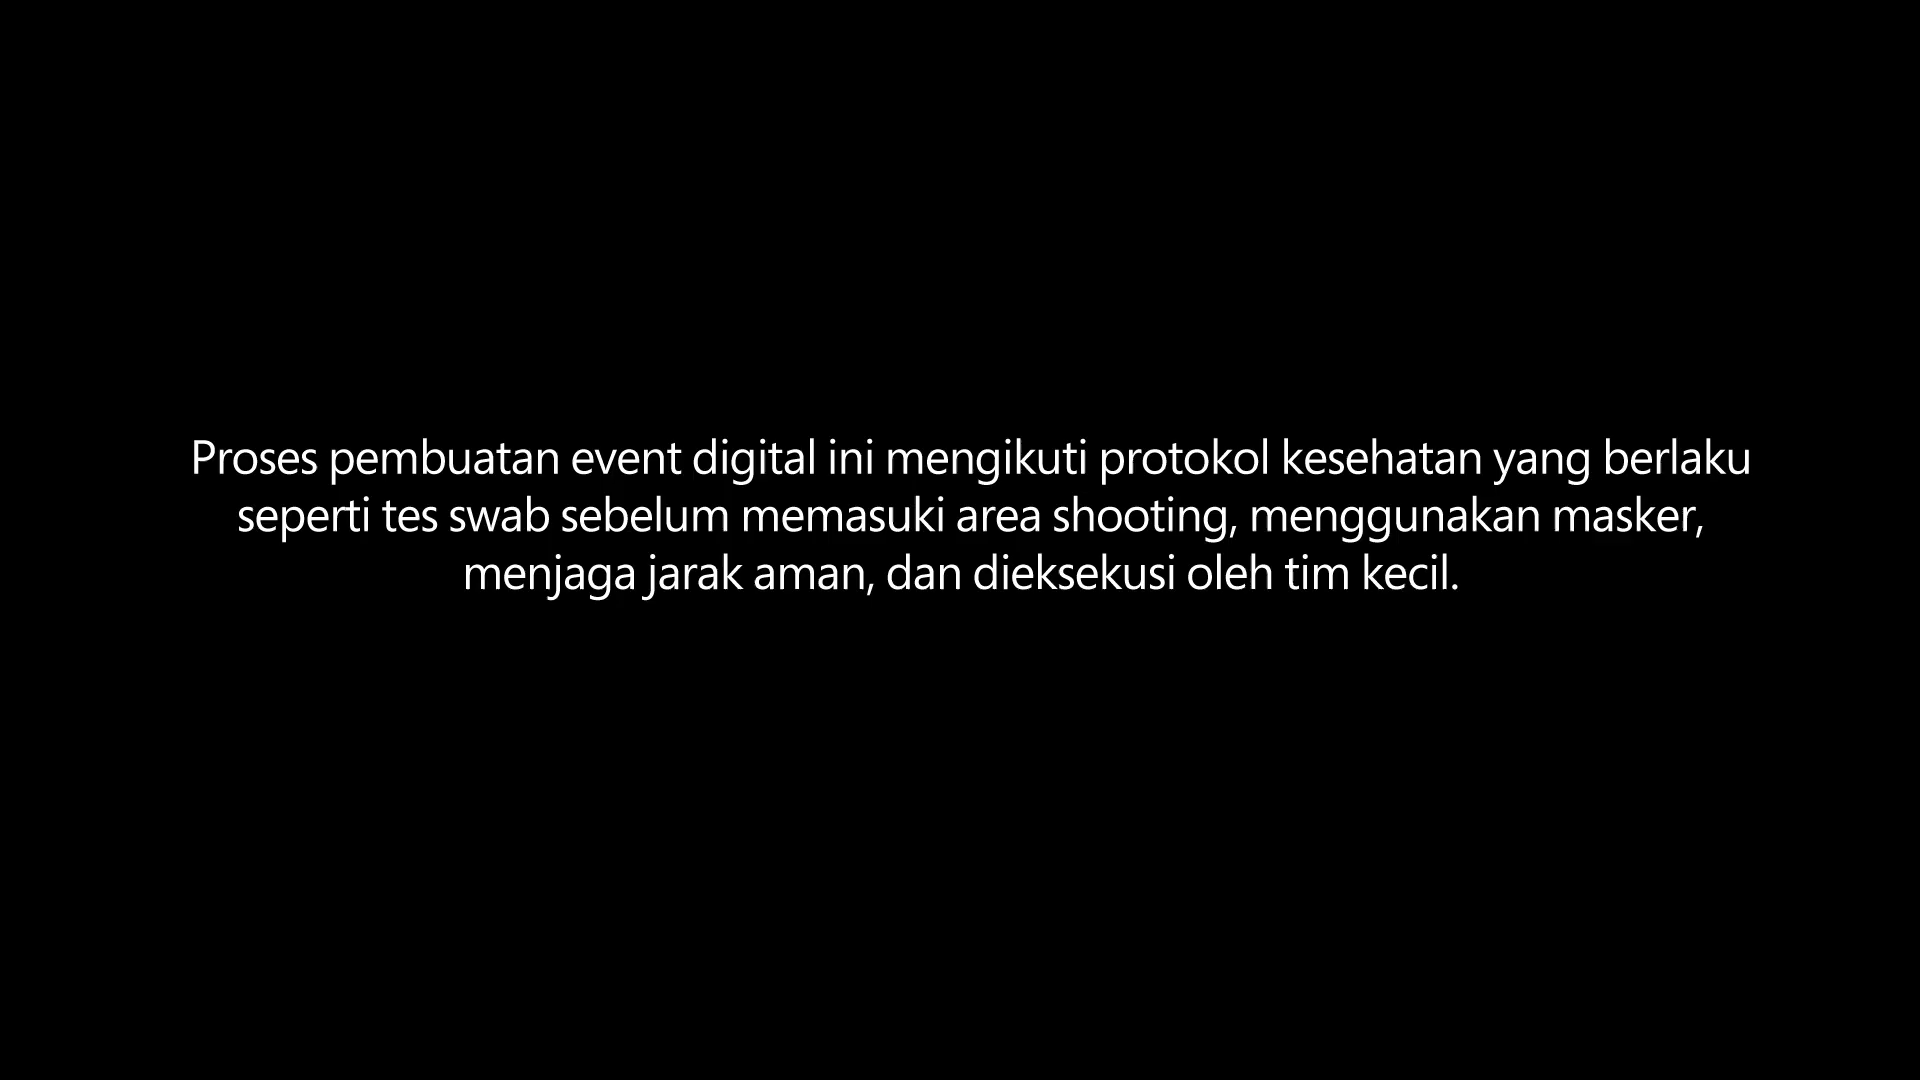 Proses pembuatan event digital ini mengikuti protokol kesehatan yang berlaku
seperti tes swab sebelum memasuki area shooting, menggunakan masker,
menjaga jarak aman, dan dieksekusi oleh tim kecil.